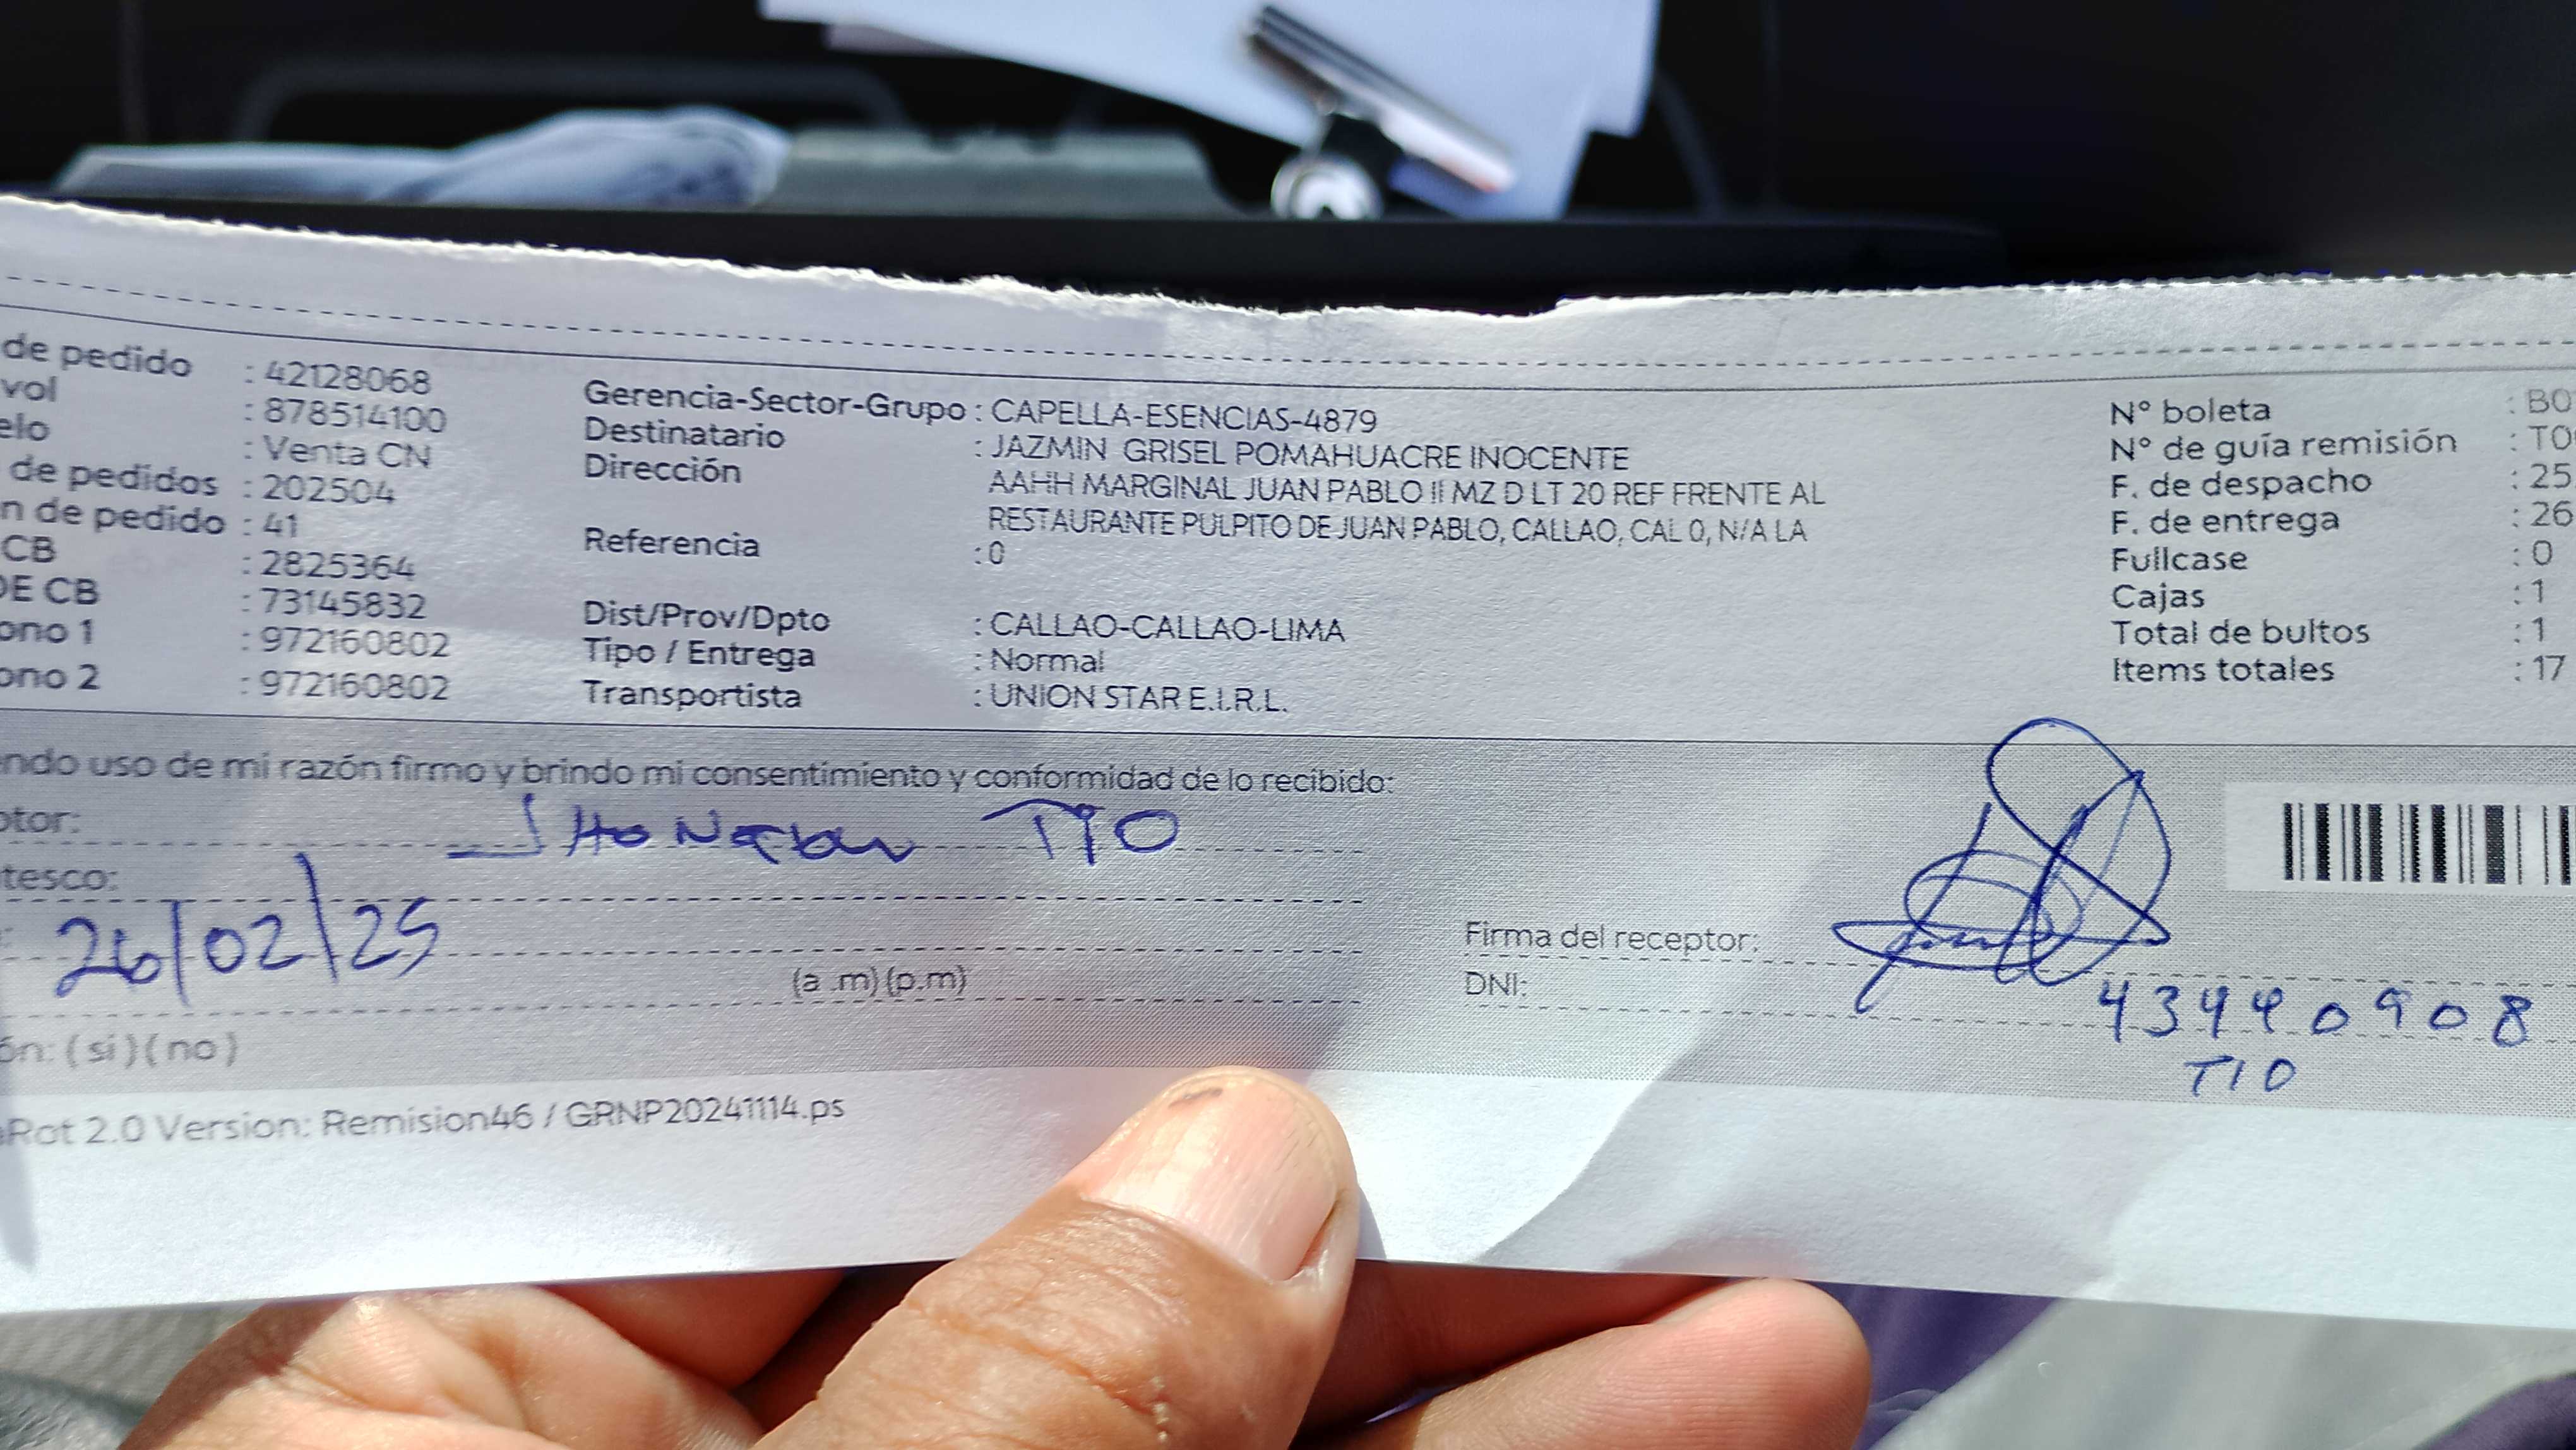 de pedido : 42128068
vol : 878514100
elo : Venta CN
de pedidos : 202504
n de pedido : 41
CB : 2825364
DE CB : 73145832
ono 1 : 972160802
ono 2 : 972160802
Gerencia-Sector-Grupo : CAPELLA-ESENCIAS-4879
Destinatario : JAZMIN GRISEL POMAHUACRE INOCENTE
Dirección AAHH MARGINAL JUAN PABLO II MZ D LT 20 REF FRENTE AL
RESTAURANTE PULPITO DE JUAN PABLO, CALLAO, CAL 0, N/A LA
Referencia : 0
Dist/Prov/Dpto : CALLAO-CALLAO-LIMA
Tipo / Entrega : Normal
Transportista : UNION STAR E.I.R.L.
N° boleta : BO
N° de guía remisión : TO
F. de despacho : 25
F. de entrega : 26
Fullcase : 0
Cajas : 1
Total de bultos : 1
Items totales : 17
endo uso de mi razón firmo y brindo mi consentimiento y conformidad de lo recibido:
ptor: TIO
tesco:
: 26/02/25
(a .m) (p.m)
ón: ( si ) ( no )
Firma del receptor:
DNI: 43440908
TIO
Rot 2.0 Version: Remision46 / GRNP20241114.ps